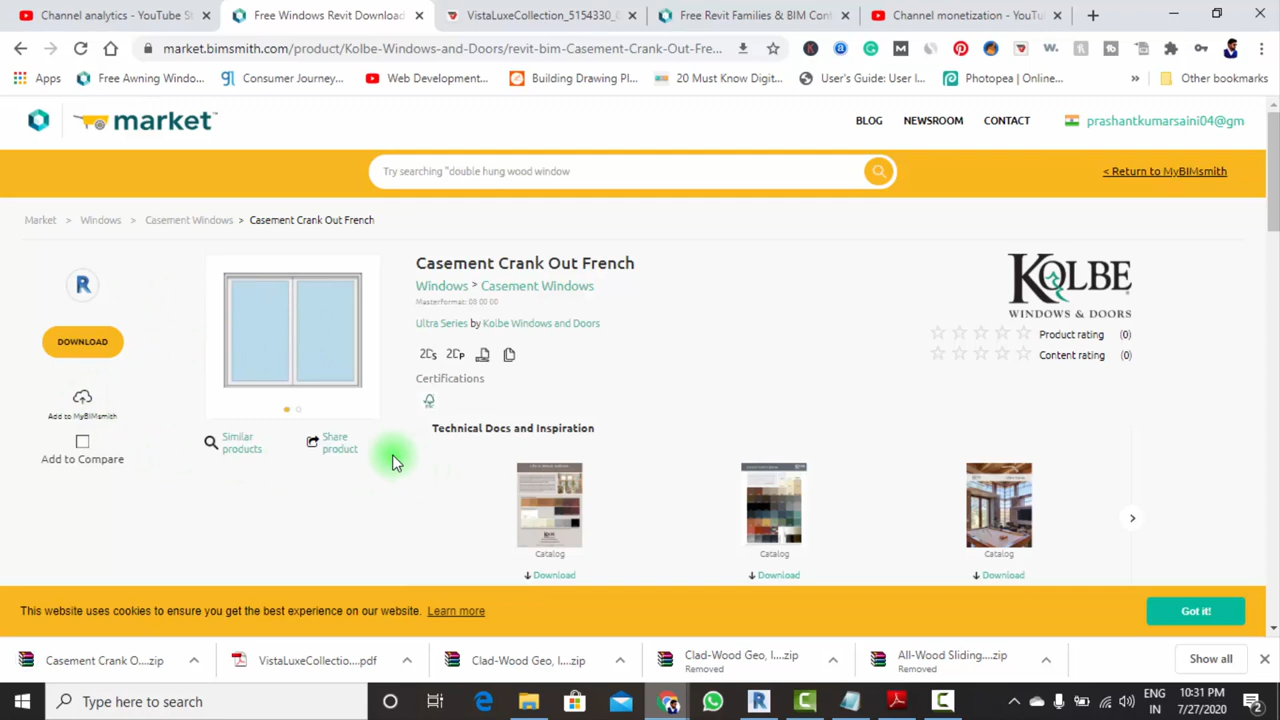 Channel analytics - YouTube St
Free Windows Revit Download
VistaLuxeCollection_5154330_0
Free Revit Families & BIM Cont
Channel monetization - YouTu
market.bimsmith.com/product/Kolbe-Windows-and-Doors/revit-bim-Casement-Crank-Out-Fre...
Apps
Free Awning Windo...
Consumer Journey...
Web Development...
Building Drawing Pl...
20 Must Know Digit...
User's Guide: User I...
Photopea | Online...
»
Other bookmarks
market™
BLOG
NEWSROOM
CONTACT
prashantkumarsaini04@gm
Try searching "double hung wood window
< Return to MyBIMsmith
Market > Windows > Casement Windows > Casement Crank Out French
R
DOWNLOAD
Add to MyBIMsmith
Add to Compare
Similar products
Share product
Casement Crank Out French
Windows > Casement Windows
Masterformat: 08 00 00
Ultra Series by Kolbe Windows and Doors
Certifications
Technical Docs and Inspiration
KOLBE
WINDOWS & DOORS
Product rating (0)
Content rating (0)
Catalog
Download
Catalog
Download
Catalog
Download
This website uses cookies to ensure you get the best experience on our website. Learn more
Got it!
Casement Crank O....zip
VistaLuxeCollectio....pdf
Clad-Wood Geo, I....zip
Clad-Wood Geo, I....zip
Removed
All-Wood Sliding....zip
Removed
Show all
Type here to search
ENG
IN
10:31 PM
7/27/2020
2